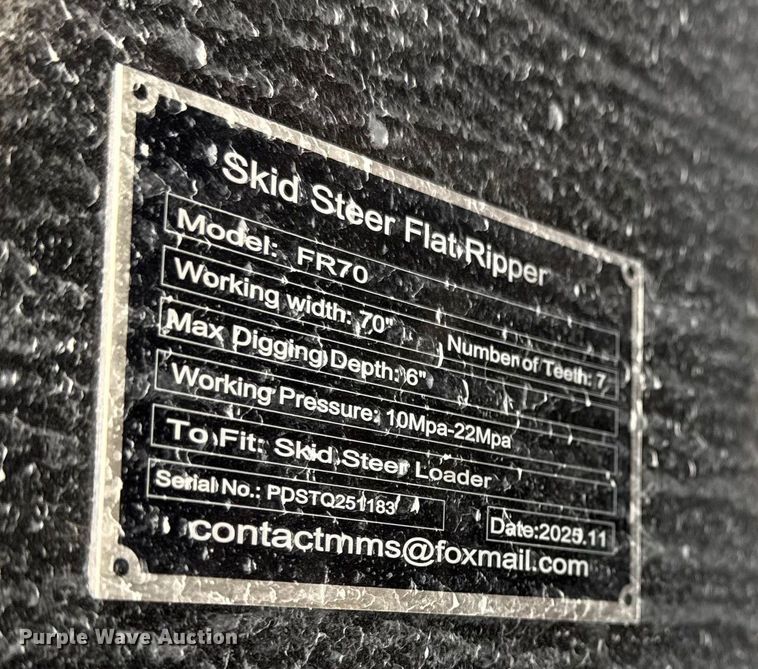 Skid Steer Flat Ripper
Model: FR70
Working width: 70" Number of Teeth: 7
Max Digging Depth: 6"
Working Pressure: 10Mpa-22Mpa
To Fit: Skid Steer Loader
Serial No.: PDSTQ251183 Date:2025.11
contactmms@foxmail.com
Purple Wave Auction